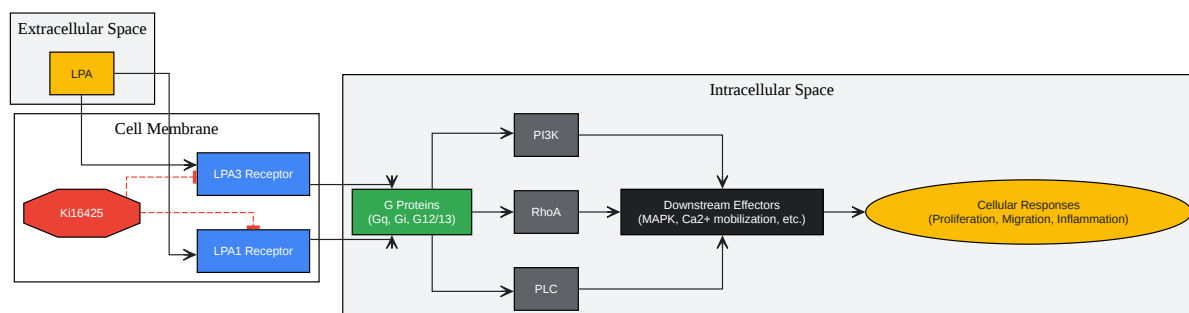 Extracellular Space
LPA
Cell Membrane
LPA3 Receptor
Ki16425
LPA1 Receptor
Intracellular Space
PI3K
G Proteins
(Gq, Gi, G12/13)
RhoA
Downstream Effectors
(MAPK, Ca2+ mobilization, etc.)
Cellular Responses
(Proliferation, Migration, Inflammation)
PLC